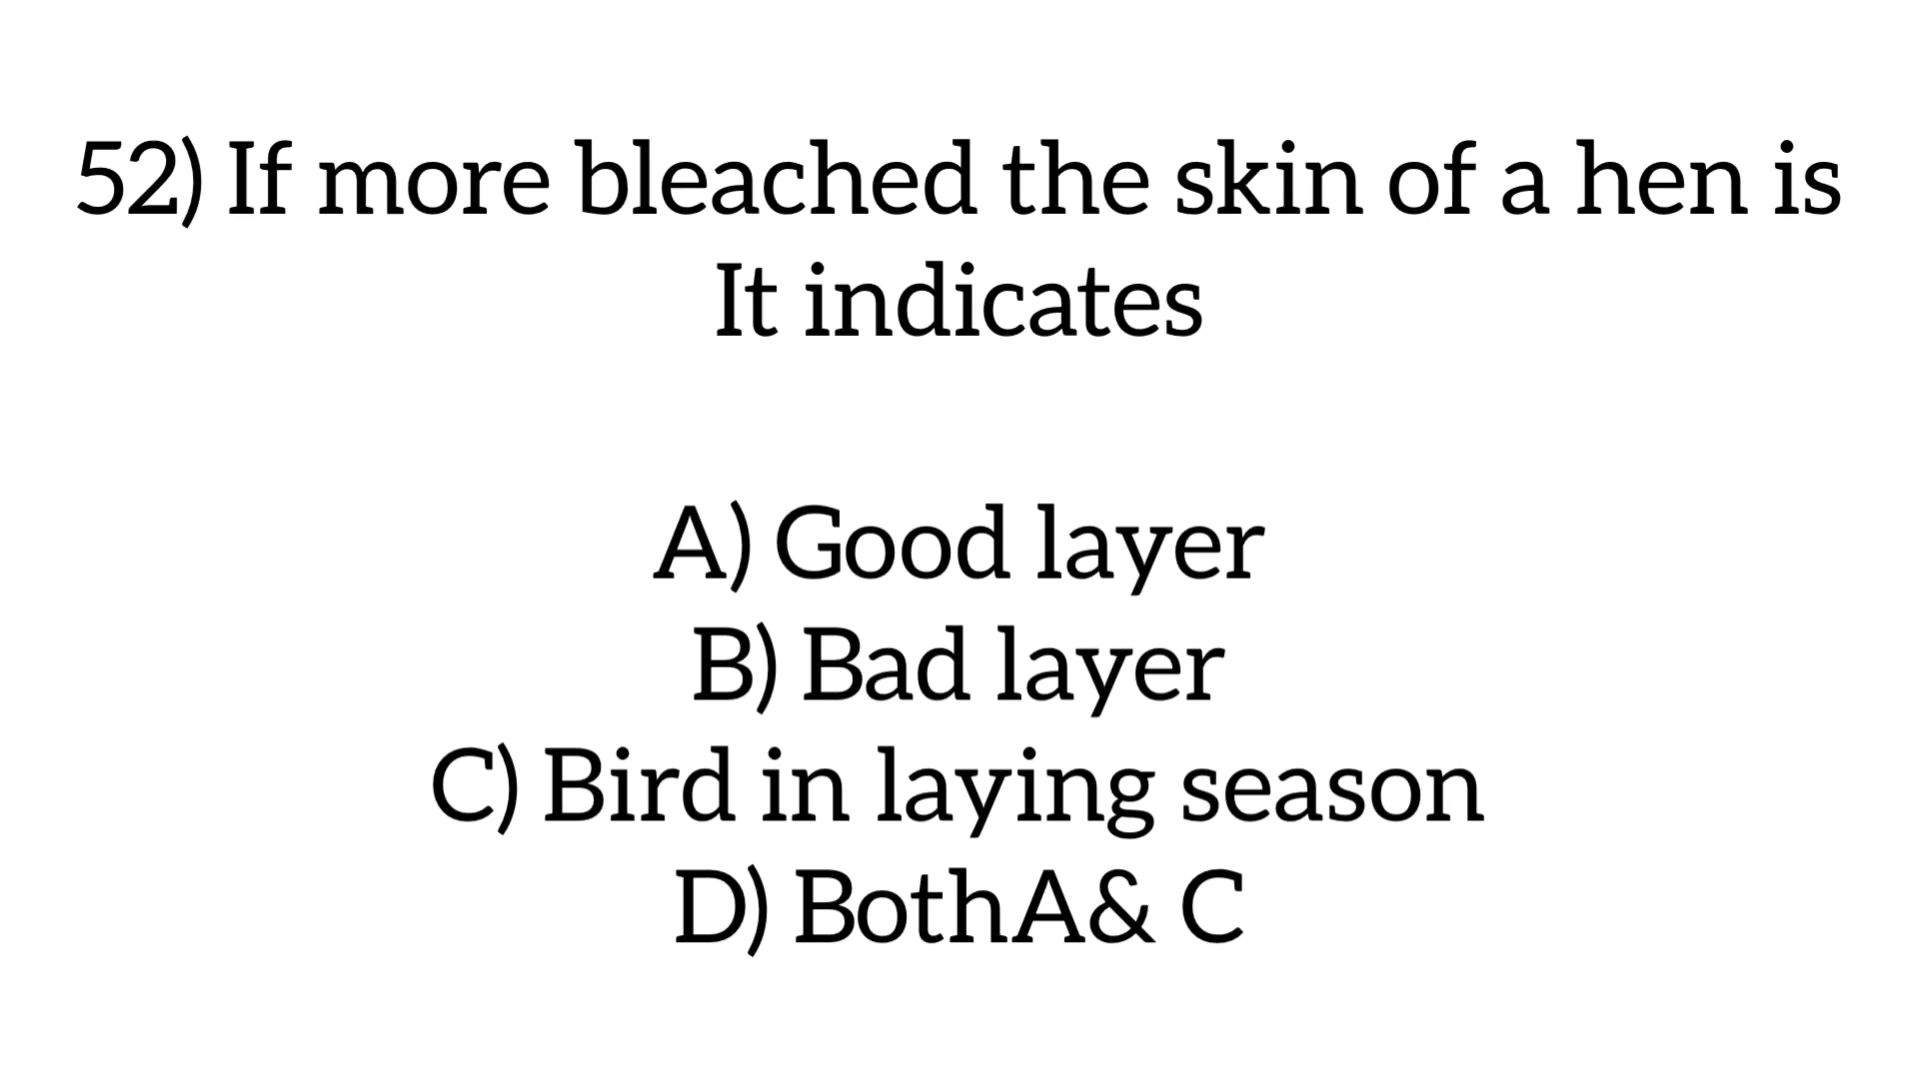 52) If more bleached the skin of a hen is
It indicates
A) Good layer
B) Bad layer
C) Bird in laying season
D) BothA& C